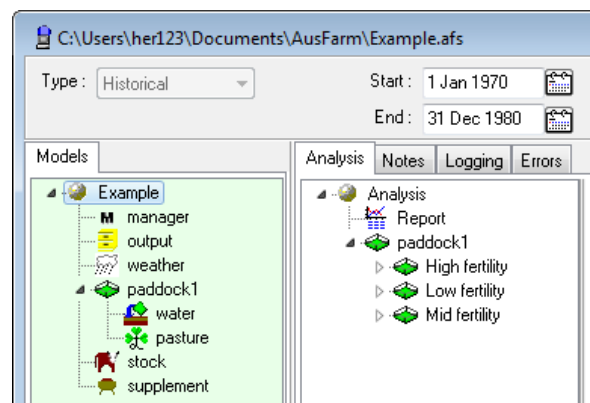 C:\Users\her123\Documents\AusFarm\Example.afs
Type : Historical
Start : 1 Jan 1970
End : 31 Dec 1980
Models
Example
M manager
output
weather
paddock1
water
pasture
stock
supplement
Analysis Notes Logging Errors
Analysis
Report
paddock1
High fertility
Low fertility
Mid fertility